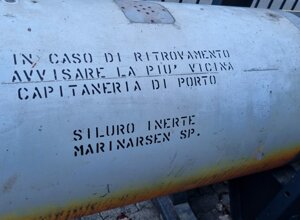 IN CASO DI RITROVAMENTO
AVVISARE LA PIU' VICINA
CAPITANERIA DI PORTO
SILURO INERTE
MARINARSEN SP.